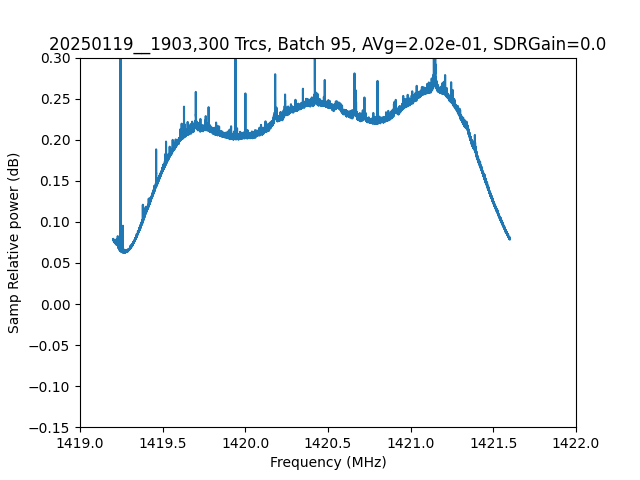 20250119__1903,300 Trcs, Batch 95, AVg=2.02e-01, SDRGain=0.0
0.30
0.25
0.20
0.15
0.10
0.05
0.00
−0.05
−0.10
−0.15
Samp Relative power (dB)
1419.0 1419.5 1420.0 1420.5 1421.0 1421.5 1422.0
Frequency (MHz)